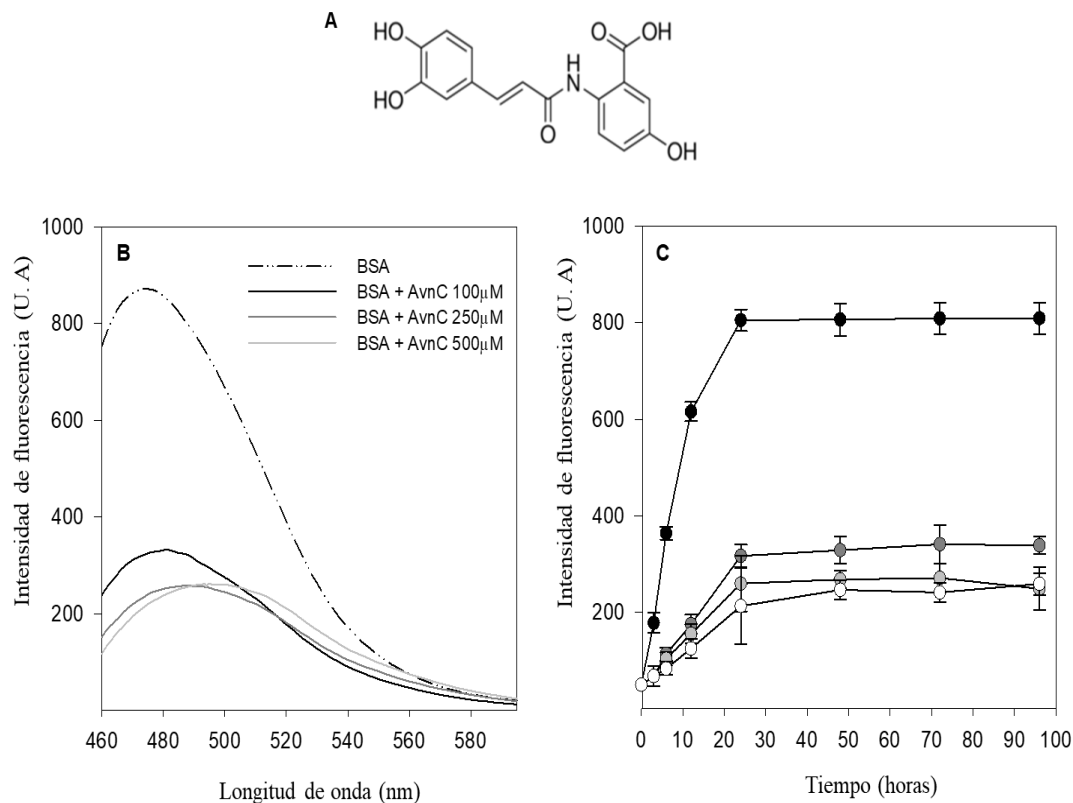 A
HO
HO
O
H
N
O
OH
OH
B
BSA
BSA + AvnC 100µM
BSA + AvnC 250µM
BSA + AvnC 500µM
1000
800
600
400
200
Intensidad de fluorescencia (U. A)
460 480 500 520 540 560 580
Longitud de onda (nm)
C
1000
800
600
400
200
Intensidad de fluorescencia (U. A)
0 10 20 30 40 50 60 70 80 90 100
Tiempo (horas)